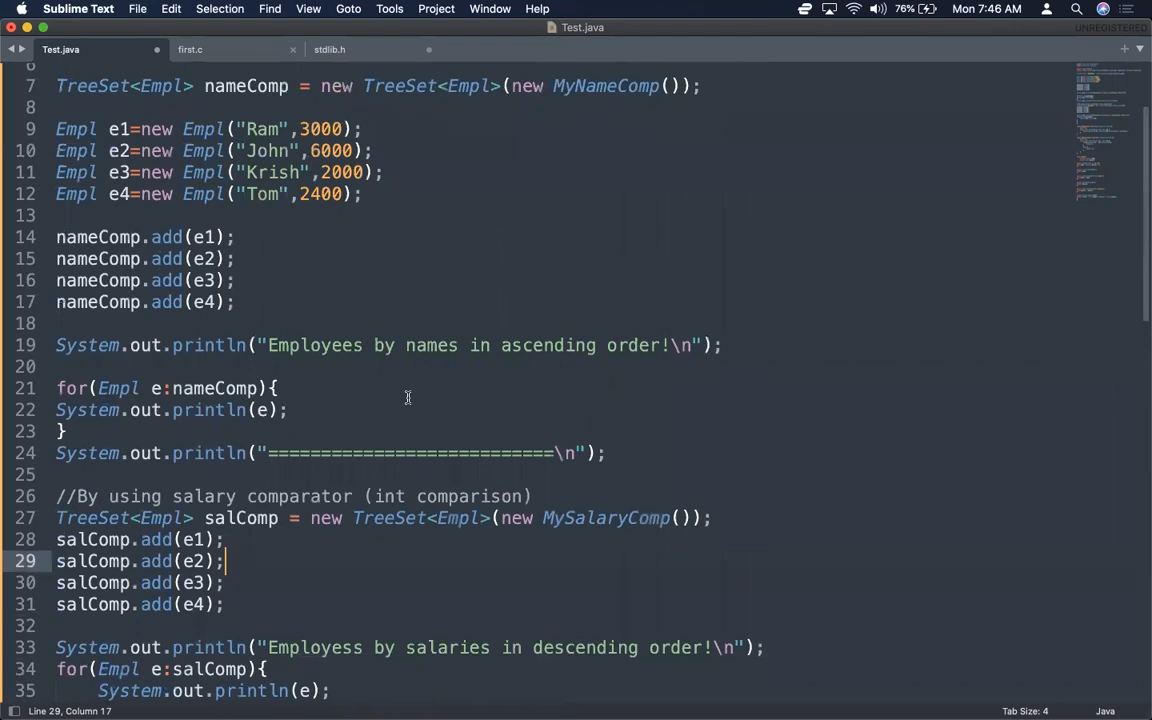 Sublime Text File Edit Selection Find View Goto Tools Project Window Help 76% Mon 7:46 AM
Test.java UNREGISTERED
Test.java first.c stdlib.h
6
7 TreeSet<Empl> nameComp = new TreeSet<Empl>(new MyNameComp());
8
9 Empl e1=new Empl("Ram",3000);
10 Empl e2=new Empl("John",6000);
11 Empl e3=new Empl("Krish",2000);
12 Empl e4=new Empl("Tom",2400);
13
14 nameComp.add(e1);
15 nameComp.add(e2);
16 nameComp.add(e3);
17 nameComp.add(e4);
18
19 System.out.println("Employees by names in ascending order!\n");
20
21 for(Empl e:nameComp){
22 System.out.println(e);
23 }
24 System.out.println("===========================\n");
25
26 //By using salary comparator (int comparison)
27 TreeSet<Empl> salComp = new TreeSet<Empl>(new MySalaryComp());
28 salComp.add(e1);
29 salComp.add(e2);
30 salComp.add(e3);
31 salComp.add(e4);
32
33 System.out.println("Employess by salaries in descending order!\n");
34 for(Empl e:salComp){
35 System.out.println(e);
Line 29, Column 17 Tab Size: 4 Java